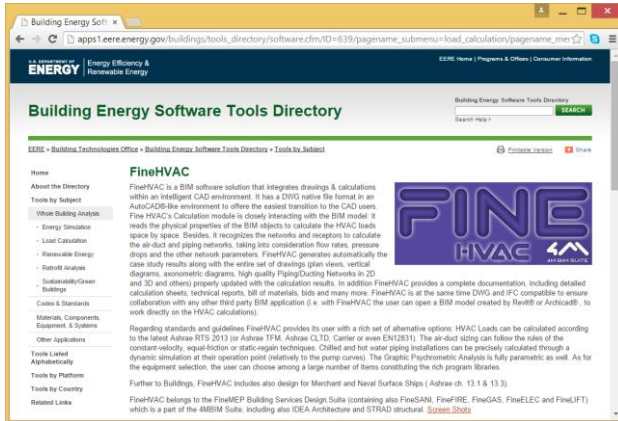 Building Energy Soft
apps1.eere.energy.gov/buildings/tools_directory/software.cfm/ID=639/pagename_submenu=load_calculation/pagename_me
U.S. DEPARTMENT OF
ENERGY
Energy Efficiency &
Renewable Energy
EERE Home | Programs & Offices | Consumer Information
Building Energy Software Tools Directory
Building Energy Software Tools Directory
SEARCH
Search Help
EERE » Building Technologies Office » Building Energy Software Tools Directory » Tools by Subject
Printable Version
Share
Home
About the Directory
Tools by Subject
Whole Building Analysis
- Energy Simulation
- Load Calculation
- Renewable Energy
- Retrofit Analysis
- Sustainability/Green
Buildings
Codes & Standards
Materials, Components,
Equipment, & Systems
Other Applications
Tools Listed
Alphabetically
Tools by Platform
Tools by Country
Related Links
FineHVAC
FineHVAC is a BIM software solution that integrates drawings & calculations
within an intelligent CAD environment. It has a DWG native file format in an
AutoCAD®-like environment to offere the easiest transition to the CAD users.
Fine HVAC's Calculation module is closely interacting with the BIM model: it
reads the physical properties of the BIM objects to calculate the HVAC loads
space by space. Besides, it recognizes the networks and receptors to calculate
the air-duct and piping networks, taking into consideration flow rates, pressure
drops and the other network parameters. FineHVAC generates automatically the
case study results along with the entire set of drawings (plan views, vertical
diagrams, axonometric diagrams, high quality Piping/Ducting Networks in 2D
and 3D and others) properly updated with the calculation results. In addition FineHVAC provides a complete documentation, including detailed
calculation sheets, technical reports, bill of materials, bids and many more. FineHVAC is at the same time DWG and IFC compatible to ensure
collaboration with any other third party BIM application (i.e. with FineHVAC the user can open a BIM model created by Revit® or Archicad® , to
work directly on the HVAC calculations).
FINE
HVAC
4M
4M BIM SUITE
Regarding standards and guidelines FineHVAC provides its user with a rich set of alternative options: HVAC Loads can be calculated according
to the latest Ashrae RTS 2013 (or Ashrae TFM, Ashrae CLTD, Carrier or even EN12831). The air-duct sizing can follow the rules of the
constant-velocity, equal-friction or static-regain techniques. Chilled and hot water piping installations can be precisely calculated through a
dynamic simulation at their operation point (relatively to the pump curves). The Graphic Psychrometric Analysis is fully parametric as well. As for
the equipment selection, the user can choose among a large number of items constituting the rich program libraries.
Further to Buildings, FineHVAC includes also design for Merchant and Naval Surface Ships ( Ashrae ch. 13.1 & 13.3).
FineHVAC belongs to the FineMEP Building Services Design Suite (containing also FineSANI, FineFIRE, FineGAS, FineELEC and FineLIFT)
which is a part of the 4MBIM Suite, including also IDEA Architecture and STRAD structural. Screen Shots